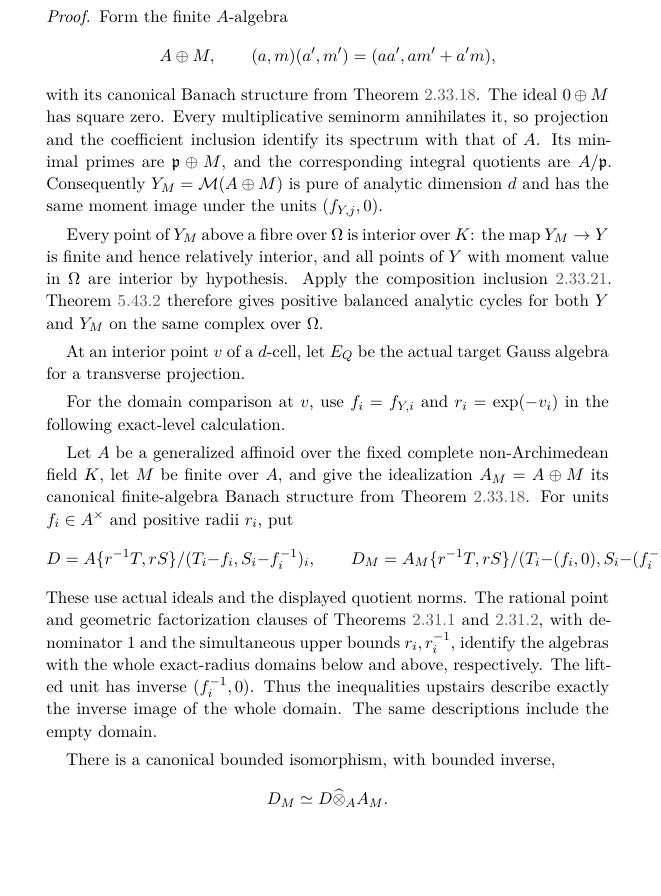 Proof. Form the finite A-algebra
A ⊕ M, (a, m)(a′, m′) = (aa′, am′ + a′m),
with its canonical Banach structure from Theorem 2.33.18. The ideal 0 ⊕ M
has square zero. Every multiplicative seminorm annihilates it, so projection
and the coefficient inclusion identify its spectrum with that of A. Its min-
imal primes are 𝔭 ⊕ M, and the corresponding integral quotients are A/𝔭.
Consequently Y_M = ℳ(A ⊕ M) is pure of analytic dimension d and has the
same moment image under the units (f_{Y,j}, 0).
Every point of Y_M above a fibre over Ω is interior over K: the map Y_M → Y
is finite and hence relatively interior, and all points of Y with moment value
in Ω are interior by hypothesis. Apply the composition inclusion 2.33.21.
Theorem 5.43.2 therefore gives positive balanced analytic cycles for both Y
and Y_M on the same complex over Ω.
At an interior point v of a d-cell, let E_Q be the actual target Gauss algebra
for a transverse projection.
For the domain comparison at v, use f_i = f_{Y,i} and r_i = exp(−v_i) in the
following exact-level calculation.
Let A be a generalized affinoid over the fixed complete non-Archimedean
field K, let M be finite over A, and give the idealization A_M = A ⊕ M its
canonical finite-algebra Banach structure from Theorem 2.33.18. For units
f_i ∈ A^× and positive radii r_i, put
D = A{r^{−1}T, rS}/(T_i−f_i, S_i−f_i^{−1})_i, D_M = A_M{r^{−1}T, rS}/(T_i−(f_i, 0), S_i−(f_i^−
These use actual ideals and the displayed quotient norms. The rational point
and geometric factorization clauses of Theorems 2.31.1 and 2.31.2, with de-
nominator 1 and the simultaneous upper bounds r_i, r_i^{−1}, identify the algebras
with the whole exact-radius domains below and above, respectively. The lift-
ed unit has inverse (f_i^{−1}, 0). Thus the inequalities upstairs describe exactly
the inverse image of the whole domain. The same descriptions include the
empty domain.
There is a canonical bounded isomorphism, with bounded inverse,
D_M ≃ D⊗̂_A A_M.